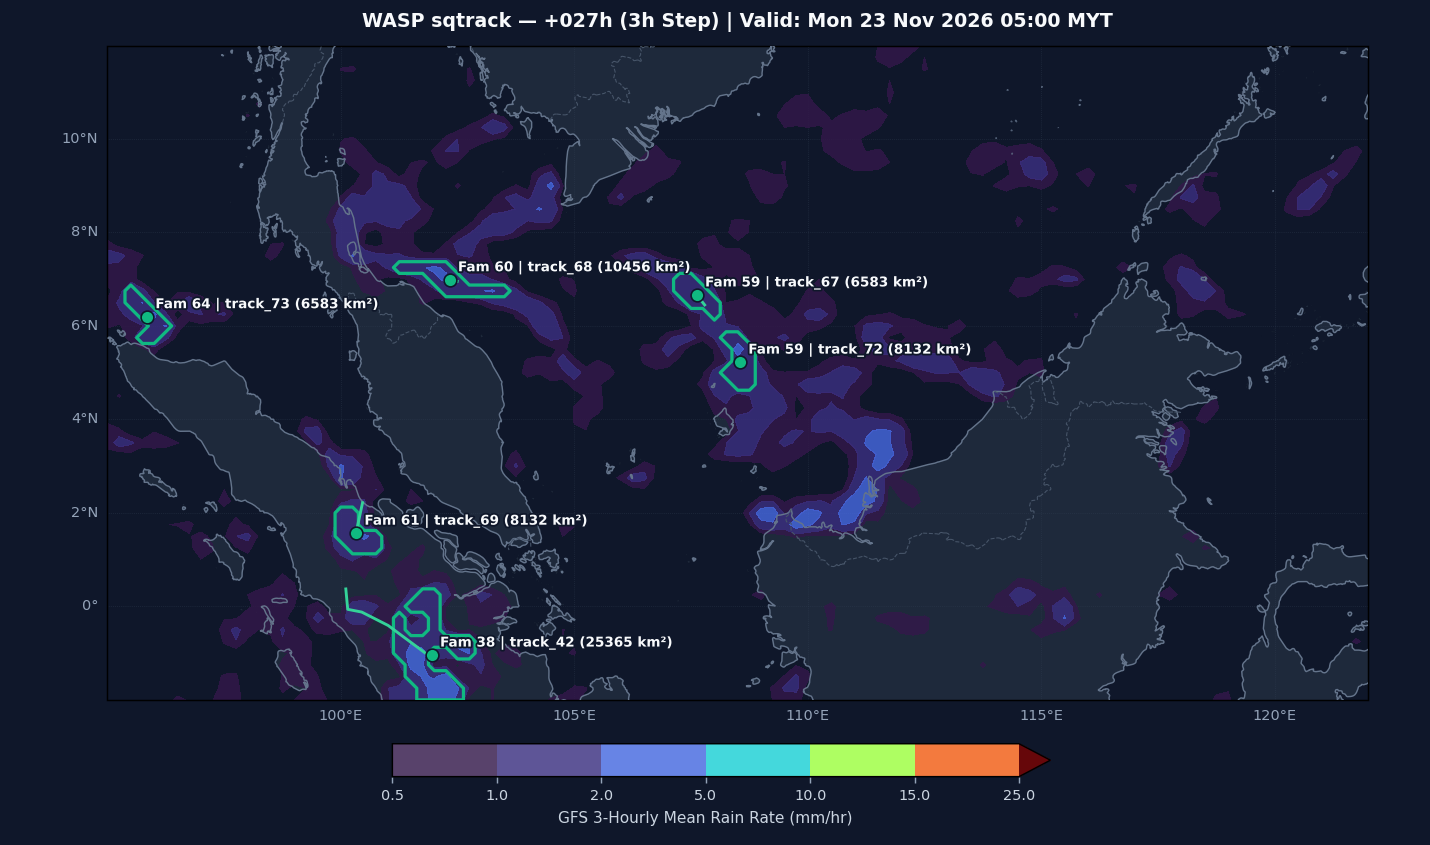 WASP sqtrack — +027h (3h Step) | Valid: Mon 23 Nov 2026 05:00 MYT
10°N
8°N
6°N
4°N
2°N
0°
Fam 60 | track_68 (10456 km²)
Fam 59 | track_67 (6583 km²)
Fam 64 | track_73 (6583 km²)
Fam 59 | track_72 (8132 km²)
Fam 61 | track_69 (8132 km²)
Fam 38 | track_42 (25365 km²)
100°E 105°E 110°E 115°E 120°E
0.5 1.0 2.0 5.0 10.0 15.0 25.0
GFS 3-Hourly Mean Rain Rate (mm/hr)